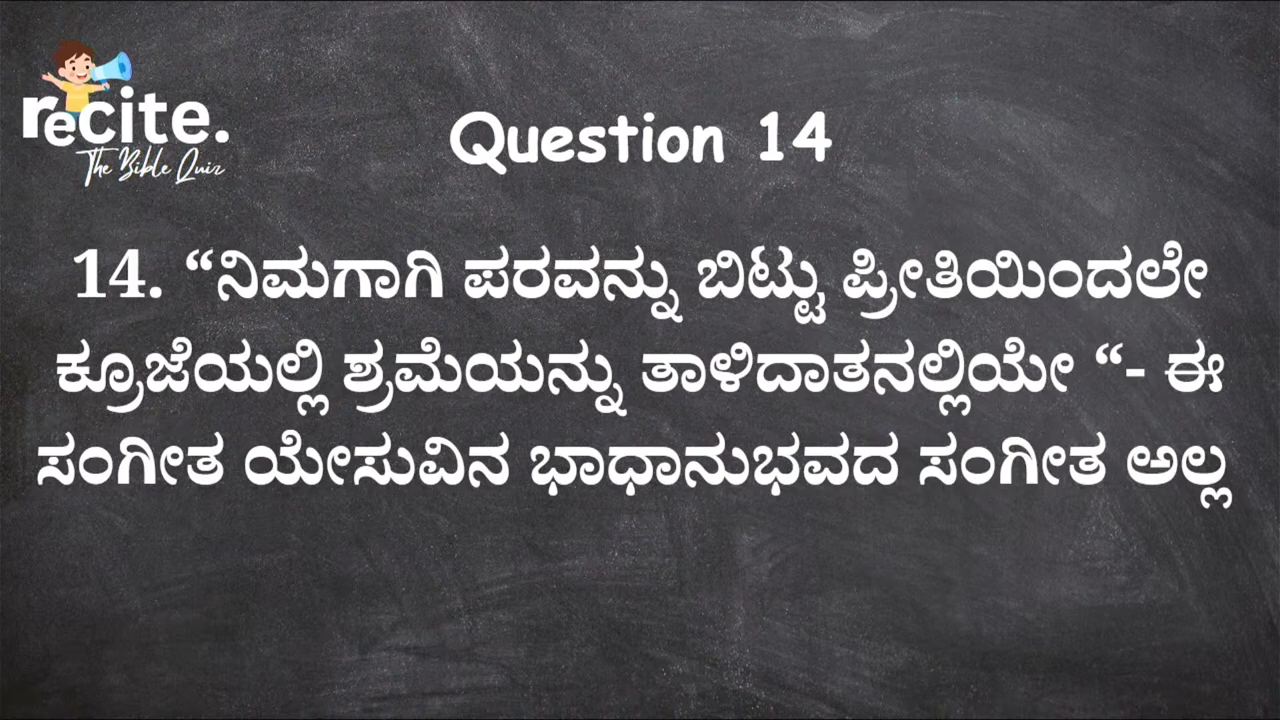 recite.
The Bible Quiz
Question 14
14. “ನಿಮಗಾಗಿ ಪರವನ್ನು ಬಿಟ್ಟು ಪ್ರೀತಿಯಿಂದಲೇ
ಕ್ರೂಜೆಯಲ್ಲಿ ಶ್ರಮೆಯನ್ನು ತಾಳಿದಾತನಲ್ಲಿಯೇ “- ಈ
ಸಂಗೀತ ಯೇಸುವಿನ ಭಾಧಾನುಭವದ ಸಂಗೀತ ಅಲ್ಲ